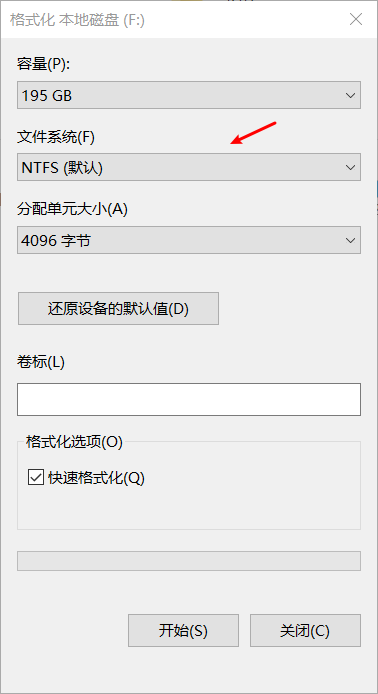 格式化 本地磁盘 (F:)
容量(P):
195 GB
文件系统(F)
NTFS (默认)
分配单元大小(A)
4096 字节
还原设备的默认值(D)
卷标(L)
格式化选项(O)
快速格式化(Q)
开始(S)
关闭(C)